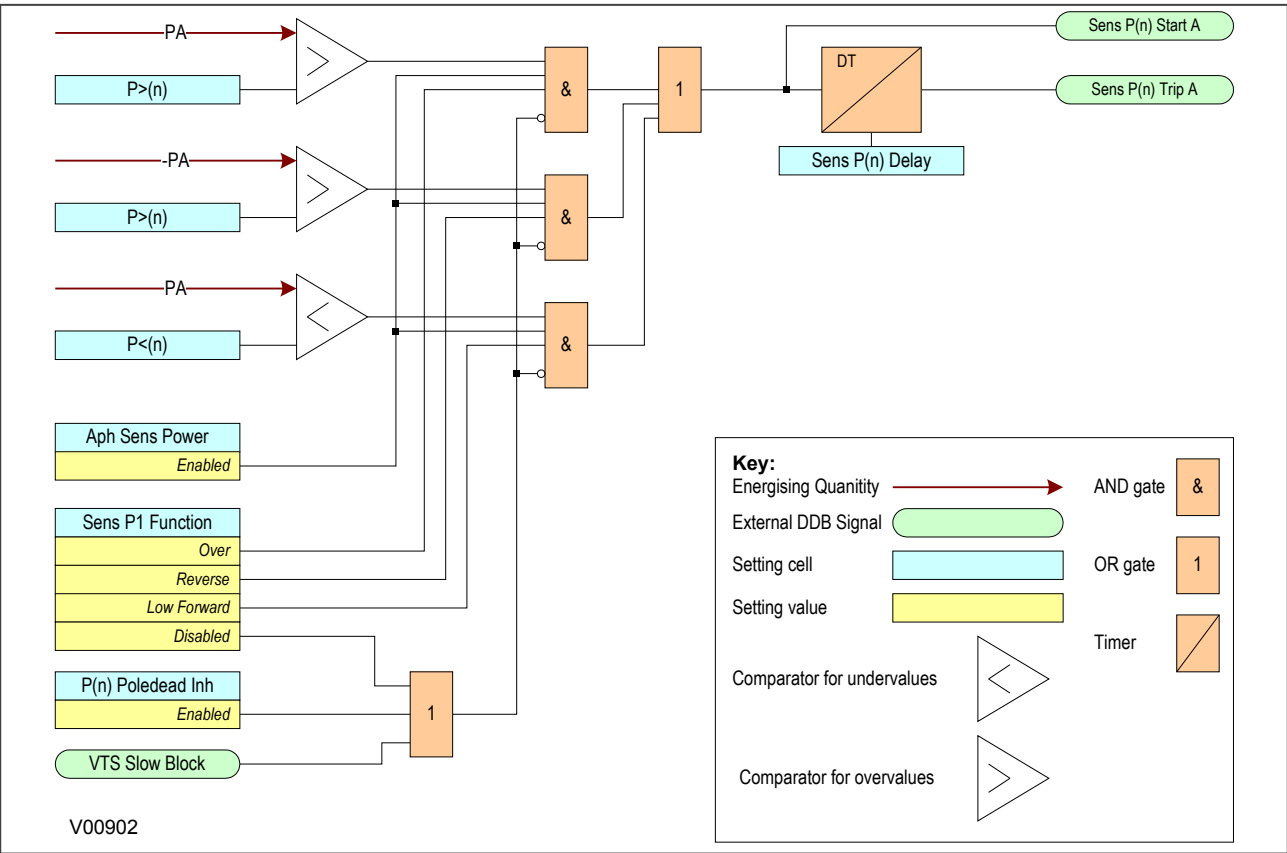 PA
P>(n)
-PA
P>(n)
PA
P<(n)
Aph Sens Power
Enabled
Sens P1 Function
Over
Reverse
Low Forward
Disabled
P(n) Poledead Inh
Enabled
VTS Slow Block
1
&
&
&
1
DT
Sens P(n) Delay
Sens P(n) Start A
Sens P(n) Trip A
Key:
Energising Quanitity
External DDB Signal
Setting cell
Setting value
Comparator for undervalues
Comparator for overvalues
AND gate
&
OR gate
1
Timer
V00902